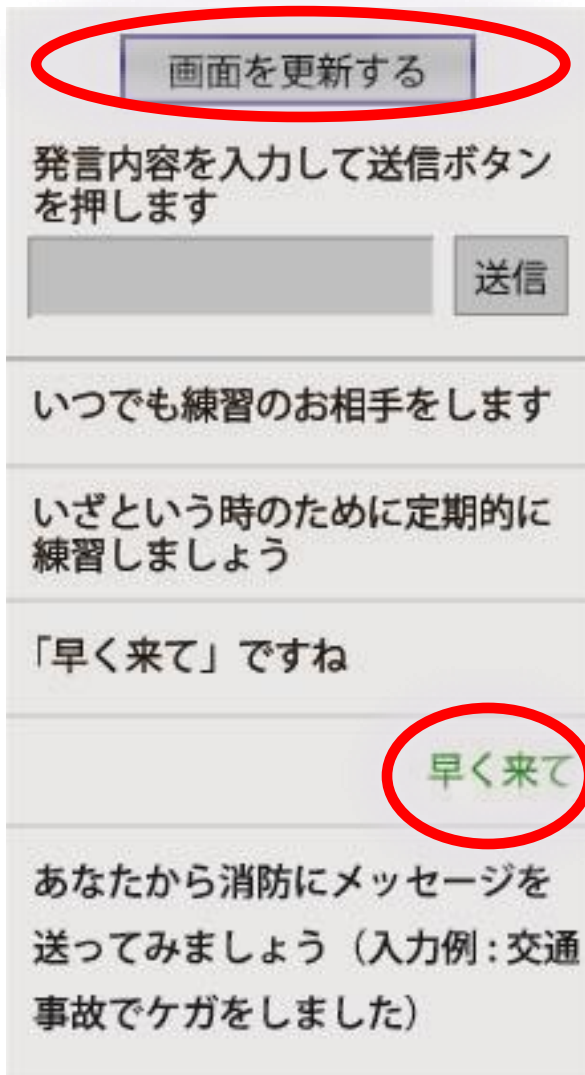 画面を更新する
発言内容を入力して送信ボタン
を押します
送信
いつでも練習のお相手をします
いざという時のために定期的に
練習しましょう
「早く来て」ですね
早く来て
あなたから消防にメッセージを
送ってみましょう（入力例：交通
事故でケガをしました）